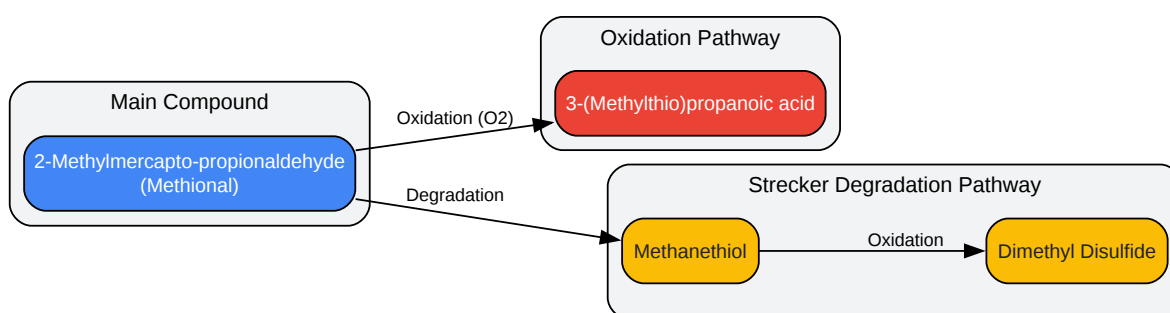 Oxidation Pathway
3-(Methylthio)propanoic acid
Main Compound
2-Methylmercapto-propionaldehyde
(Methional)
Oxidation (O2)
Degradation
Strecker Degradation Pathway
Methanethiol
Oxidation
Dimethyl Disulfide